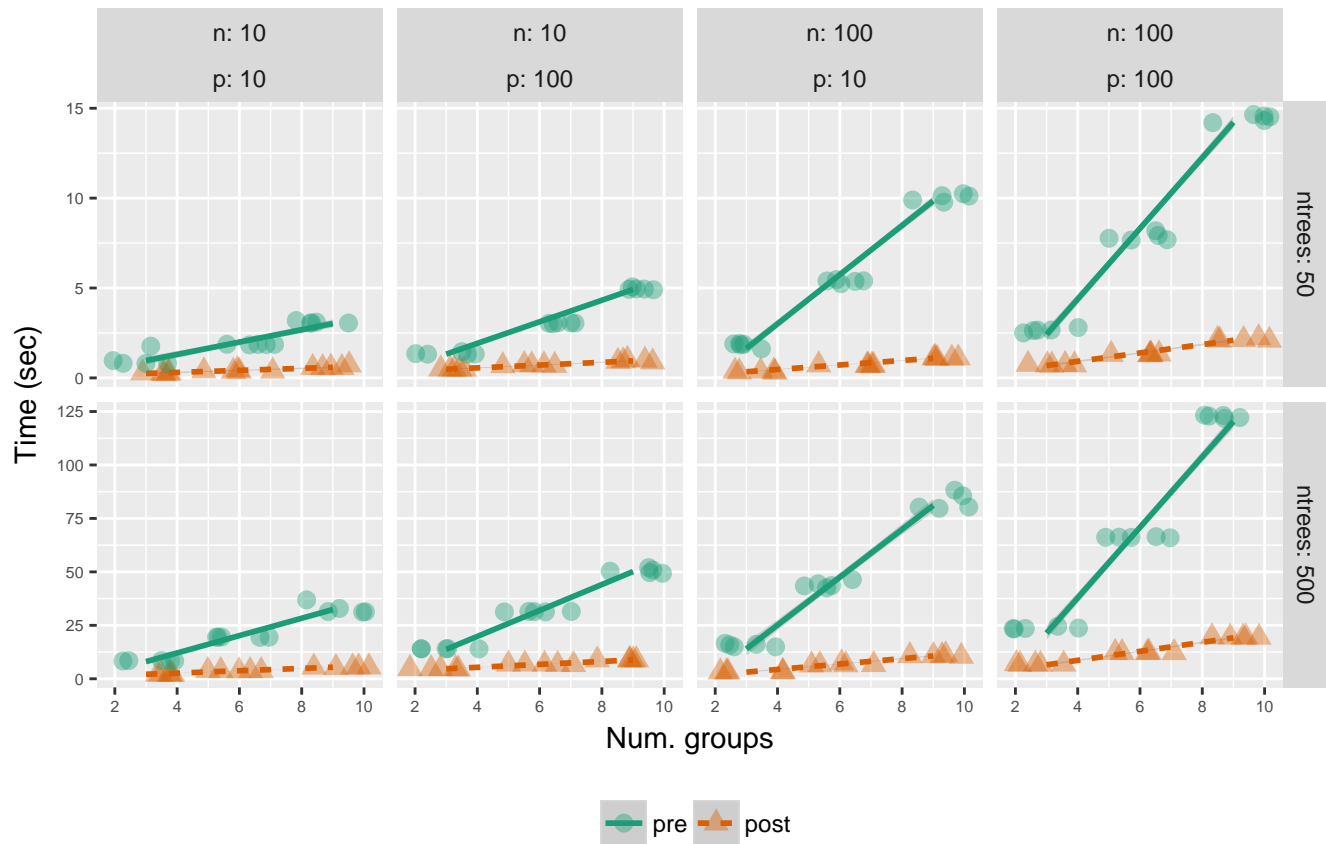 n: 10 n: 10 n: 100 n: 100
p: 10 p: 100 p: 10 p: 100
15
10
5
0
ntrees: 50
125
100
75
50
25
0
ntrees: 500
Time (sec)
2 4 6 8 10 2 4 6 8 10 2 4 6 8 10 2 4 6 8 10
Num. groups
pre post